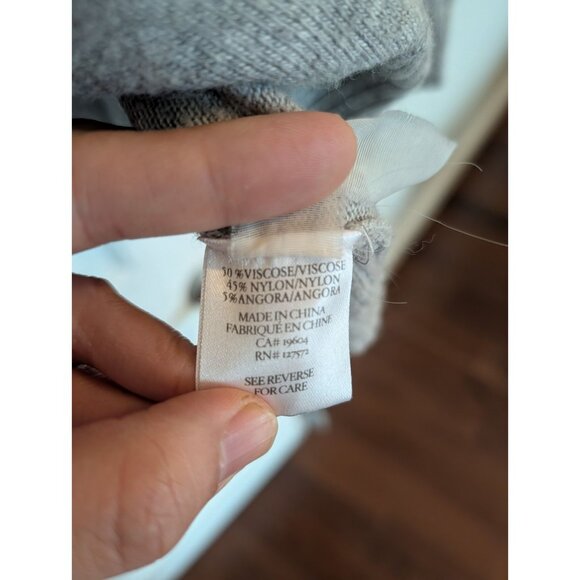 50%VISCOSE/VISCOSE
45% NYLON/NYLON
5%ANGORA/ANGORA
MADE IN CHINA
FABRIQUÉ EN CHINE
CA# 19604
RN# 127572
SEE REVERSE
FOR CARE